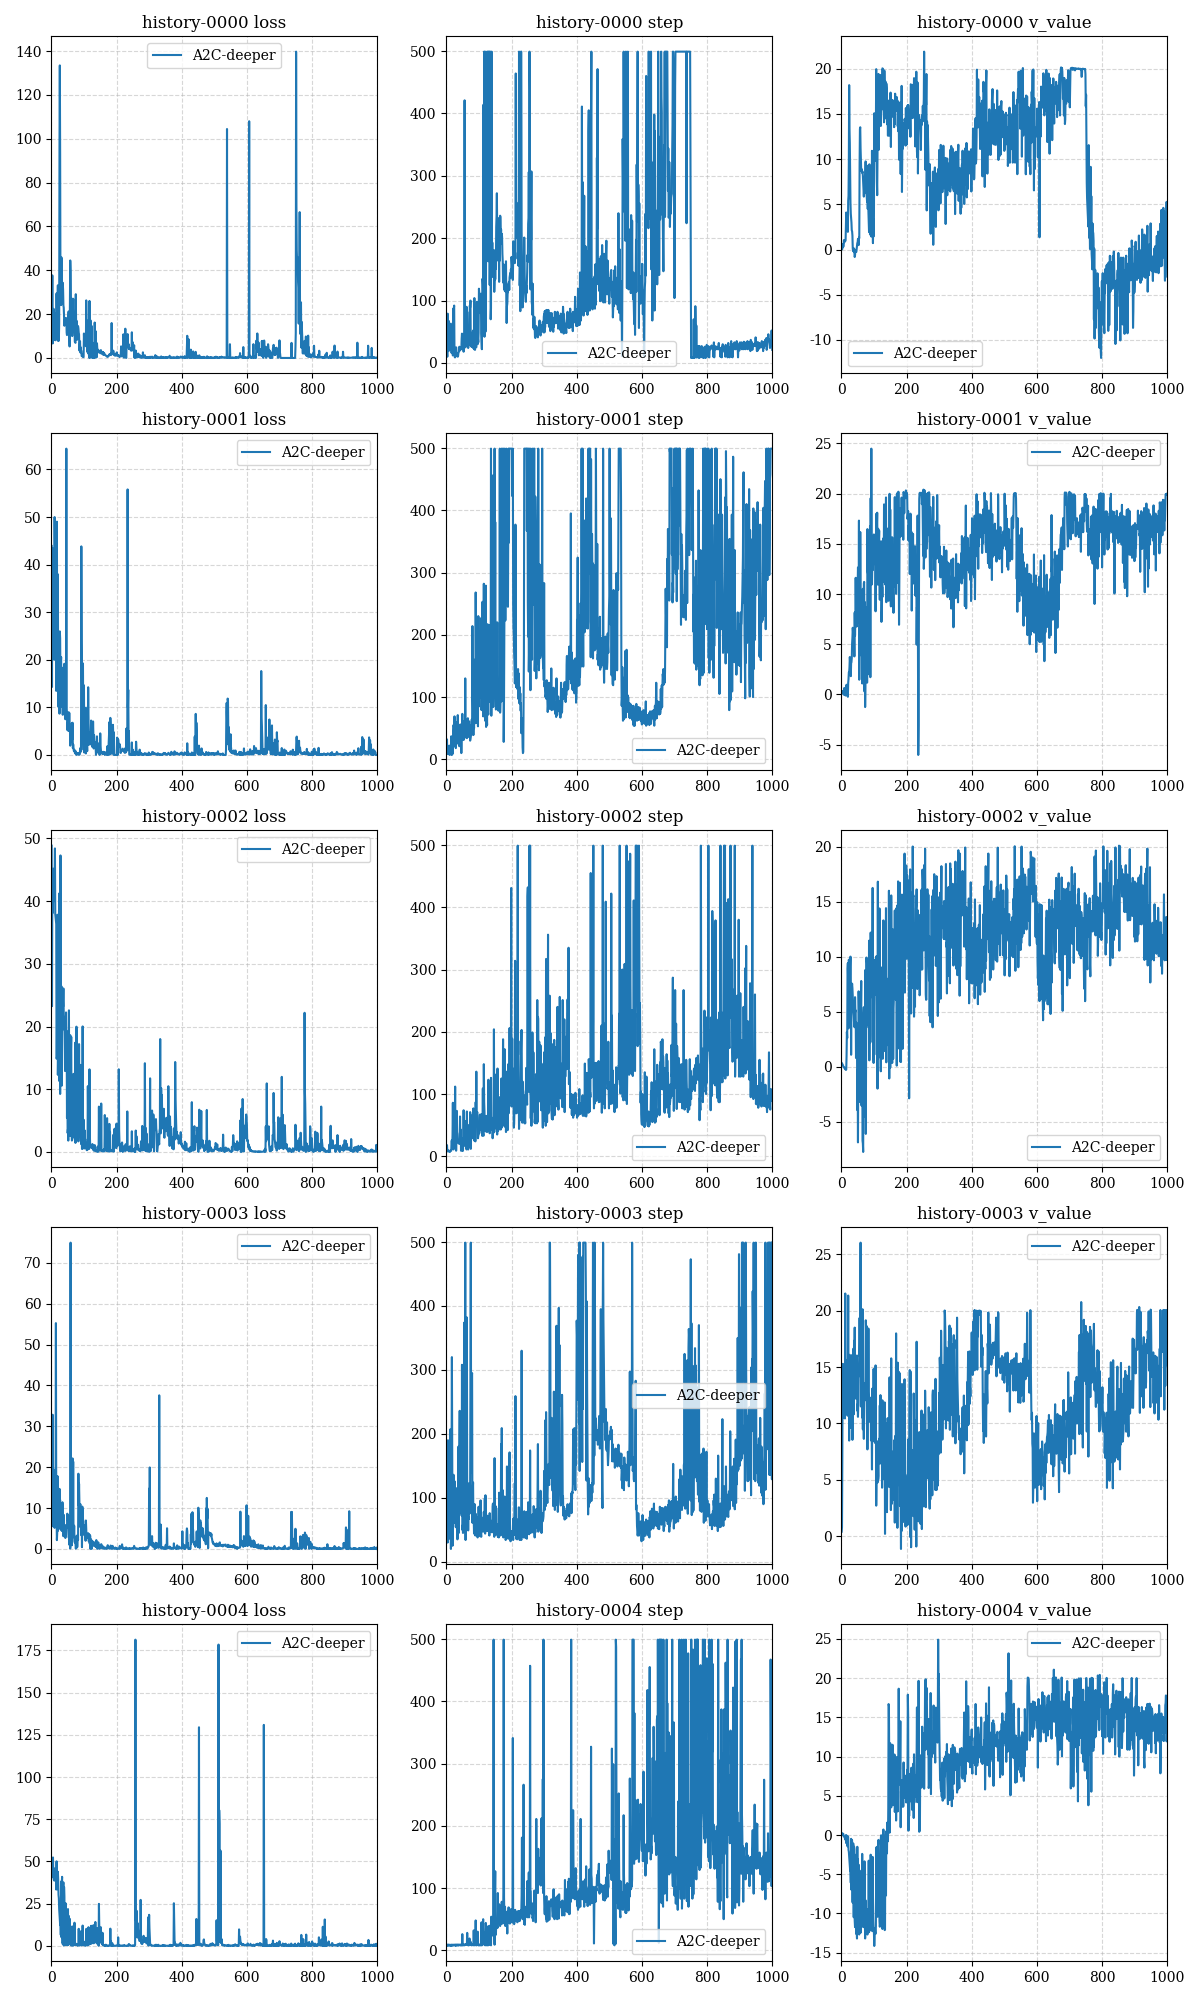 history-0000 loss
history-0000 step
history-0000 v_value
140
120
100
80
60
40
20
0
0 200 400 600 800 1000
A2C-deeper
500
400
300
200
100
0
0 200 400 600 800 1000
A2C-deeper
20
15
10
5
0
-5
-10
0 200 400 600 800 1000
A2C-deeper
history-0001 loss
history-0001 step
history-0001 v_value
60
50
40
30
20
10
0
0 200 400 600 800 1000
A2C-deeper
500
400
300
200
100
0
0 200 400 600 800 1000
A2C-deeper
25
20
15
10
5
0
-5
0 200 400 600 800 1000
A2C-deeper
history-0002 loss
history-0002 step
history-0002 v_value
50
40
30
20
10
0
0 200 400 600 800 1000
A2C-deeper
500
400
300
200
100
0
0 200 400 600 800 1000
A2C-deeper
20
15
10
5
0
-5
0 200 400 600 800 1000
A2C-deeper
history-0003 loss
history-0003 step
history-0003 v_value
70
60
50
40
30
20
10
0
0 200 400 600 800 1000
A2C-deeper
500
400
300
200
100
0
0 200 400 600 800 1000
A2C-deeper
25
20
15
10
5
0
0 200 400 600 800 1000
A2C-deeper
history-0004 loss
history-0004 step
history-0004 v_value
175
150
125
100
75
50
25
0
0 200 400 600 800 1000
A2C-deeper
500
400
300
200
100
0
0 200 400 600 800 1000
A2C-deeper
25
20
15
10
5
0
-5
-10
-15
0 200 400 600 800 1000
A2C-deeper